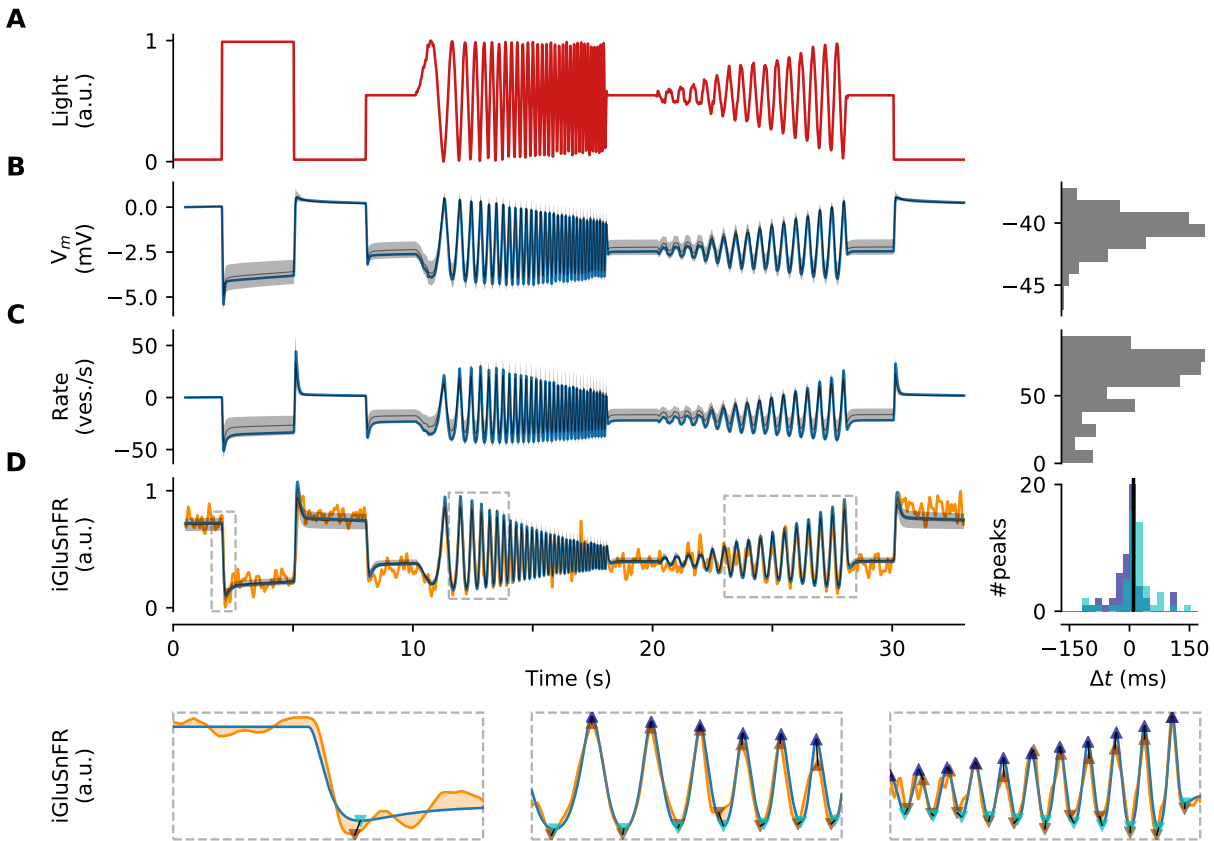 A
Light
(a.u.)
1
0
B
V_m
(mV)
0.0
−2.5
−5.0
−40
−45
C
Rate
(ves./s)
50
0
−50
50
0
D
iGluSnFR
(a.u.)
1
0
#peaks
20
0
0 10 20 30
−150 0 150
Time (s)
Δt (ms)
iGluSnFR
(a.u.)